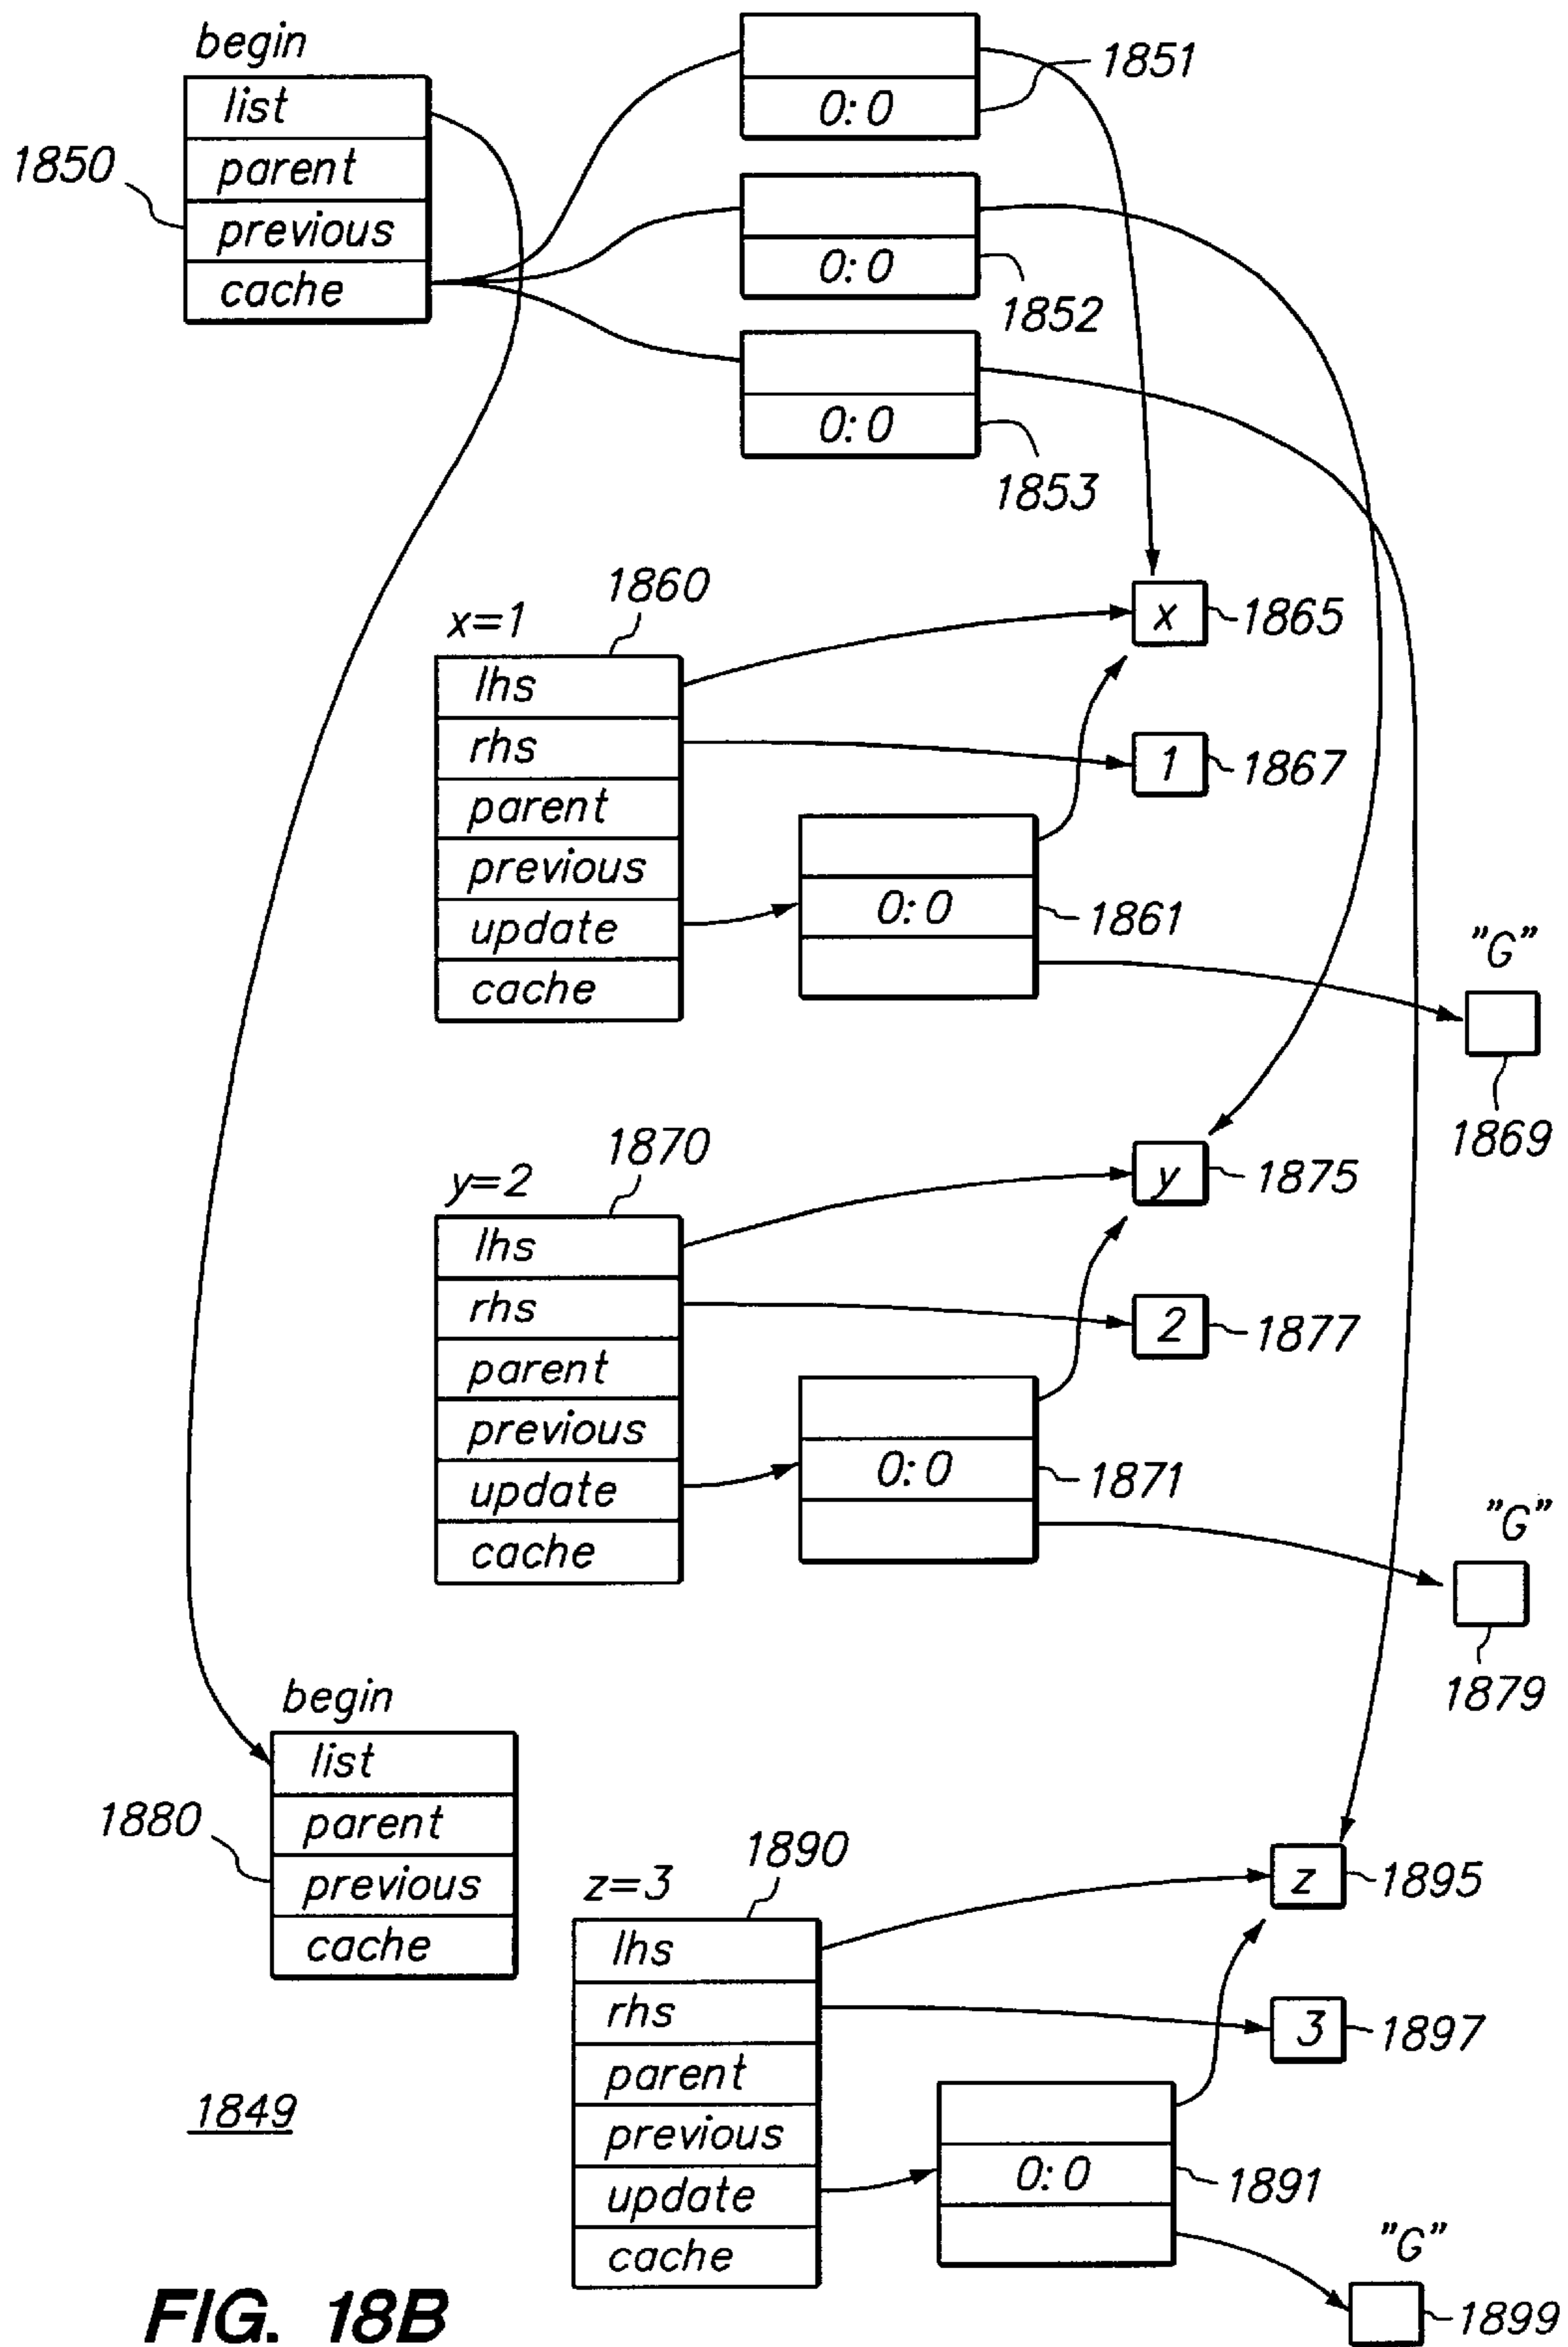 begin
list
parent
previous
cache
1850
0:0
1851
0:0
1852
0:0
1853
x=1
1860
lhs
rhs
parent
previous
update
cache
x
1865
1
1867
0:0
1861
"G"
1869
y=2
1870
lhs
rhs
parent
previous
update
cache
y
1875
2
1877
0:0
1871
"G"
1879
begin
list
parent
previous
cache
1880
z=3
1890
lhs
rhs
parent
previous
update
cache
z
1895
3
1897
0:0
1891
"G"
1899
1849
FIG. 18B